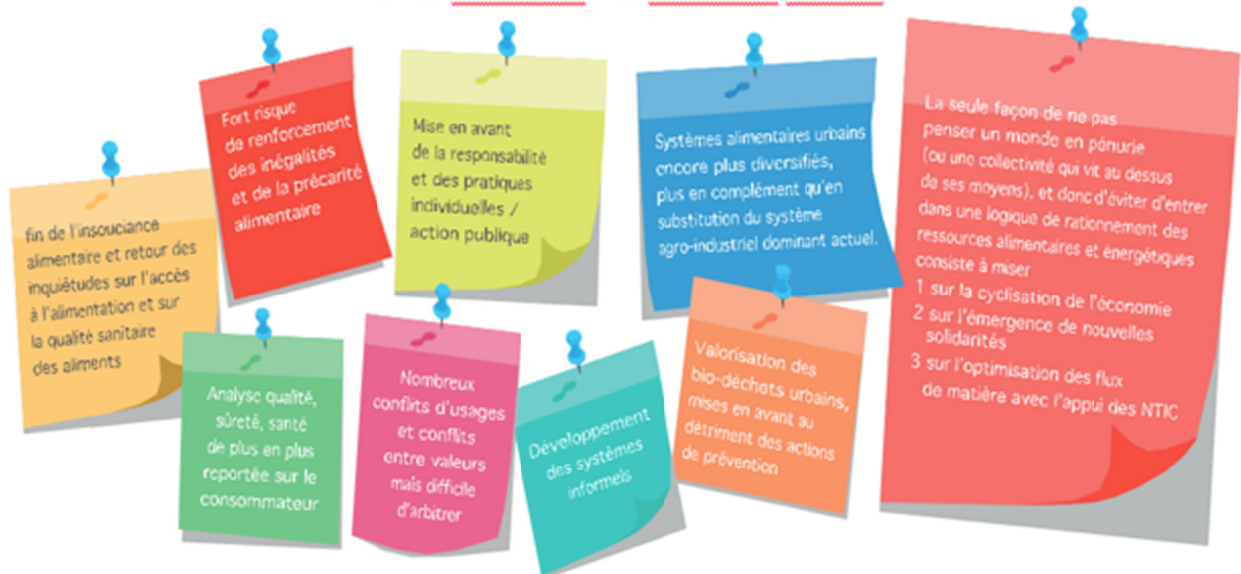 fin de l'insouciance
alimentaire et retour des
inquiétudes sur l'accès
à l'alimentation et sur
la qualité sanitaire
des aliments
Fort risque
de renforcement
des inégalités
et de la précarité
alimentaire
Mise en avant
de la responsabilité
et des pratiques
individuelles /
action publique
Systèmes alimentaires urbains
encore plus diversifiés,
plus en complément qu'en
substitution du système
agro-industriel dominant actuel.
La seule façon de ne pas
penser un monde en pénurie
(ou une collectivité qui vit au dessus
de ses moyens), et donc d'éviter d'entrer
dans une logique de rationnement des
ressources alimentaires et énergétiques
consiste à miser
1 sur la cyclisation de l'économie
2 sur l'émergence de nouvelles
solidarités
3 sur l'optimisation des flux
de matière avec l'appui des NTIC
Analyse qualité,
sûreté, santé
de plus en plus
reportée sur le
consommateur
Nombreux
conflits d'usages
et conflits
entre valeurs
mais difficile
d'arbitrer
Développement
des systèmes
informels
Valorisation des
bio-déchets urbains,
mises en avant au
détriment des actions
de prévention